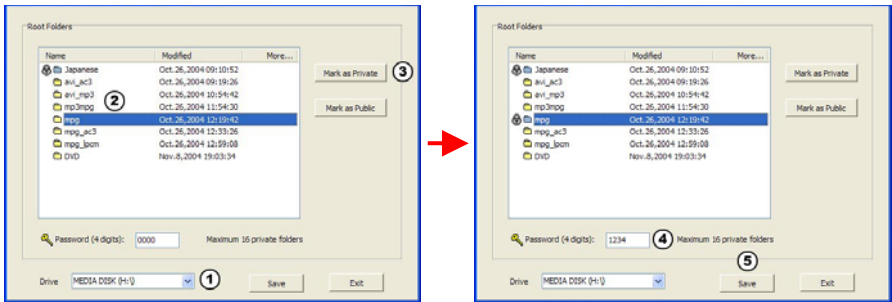 Root Folders
Name Modified More...
Japanese Oct.26,2004 09:10:52
avi_ac3 Oct.26,2004 09:19:26
avi_mp3 Oct.26,2004 10:54:42
mp3mpg Oct.26,2004 11:54:30
mpg Oct.26,2004 12:19:42
mpg_ac3 Oct.26,2004 12:33:26
mpg_lpcm Oct.26,2004 12:59:08
DVD Nov.8,2004 19:03:34
②
Mark as Private ③
Mark as Public
Password (4 digits): 0000 Maximum 16 private folders
Drive MEDIA DISK (H:\) ①
Save Exit
Root Folders
Name Modified More...
Japanese Oct.26,2004 09:10:52
avi_ac3 Oct.26,2004 09:19:26
avi_mp3 Oct.26,2004 10:54:42
mp3mpg Oct.26,2004 11:54:30
mpg Oct.26,2004 12:19:42
mpg_ac3 Oct.26,2004 12:33:26
mpg_lpcm Oct.26,2004 12:59:08
DVD Nov.8,2004 19:03:34
Mark as Private
Mark as Public
Password (4 digits): 1234 ④ Maximum 16 private folders
⑤
Drive MEDIA DISK (H:\) Save Exit